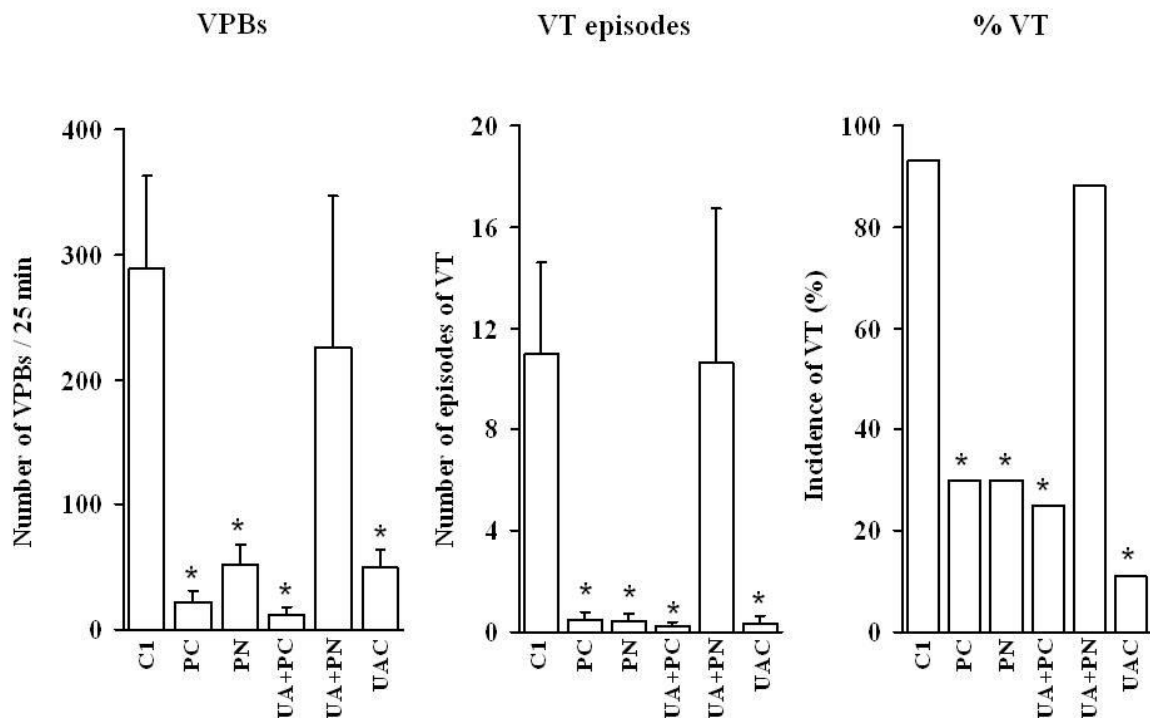 VPBs
VT episodes
% VT
Number of VPBs / 25 min
400
300
200
100
0
*
*
*
*
C1
PC
PN
UA+PC
UA+PN
UAC
Number of episodes of VT
20
16
12
8
4
0
*
*
*
*
C1
PC
PN
UA+PC
UA+PN
UAC
Incidence of VT (%)
100
80
60
40
20
0
*
*
*
*
C1
PC
PN
UA+PC
UA+PN
UAC